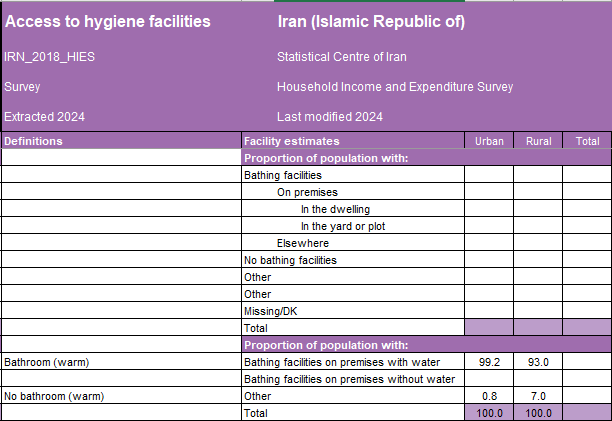 Access to hygiene facilities Iran (Islamic Republic of)
IRN_2018_HIES Statistical Centre of Iran
Survey Household Income and Expenditure Survey
Extracted 2024 Last modified 2024
Definitions Facility estimates Urban Rural Total
Proportion of population with:
Bathing facilities
On premises
In the dwelling
In the yard or plot
Elsewhere
No bathing facilities
Other
Other
Missing/DK
Total
Proportion of population with:
Bathroom (warm) Bathing facilities on premises with water 99.2 93.0
Bathing facilities on premises without water
No bathroom (warm) Other 0.8 7.0
Total 100.0 100.0